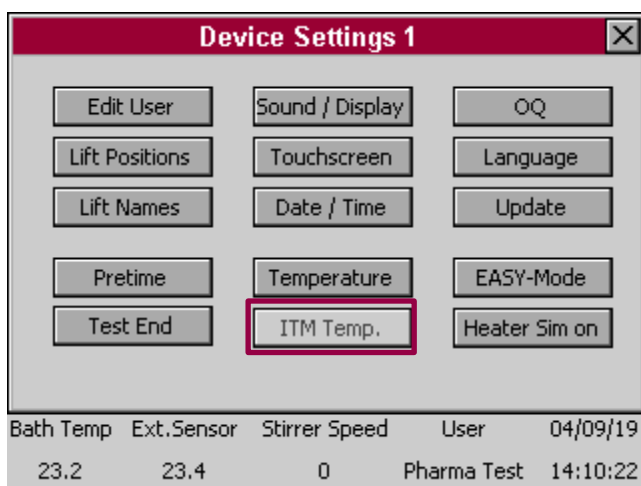 Device Settings 1
Edit User Sound / Display OQ
Lift Positions Touchscreen Language
Lift Names Date / Time Update
Pretime Temperature EASY-Mode
Test End ITM Temp. Heater Sim on
Bath Temp Ext.Sensor Stirrer Speed User 04/09/19
23.2 23.4 0 Pharma Test 14:10:22